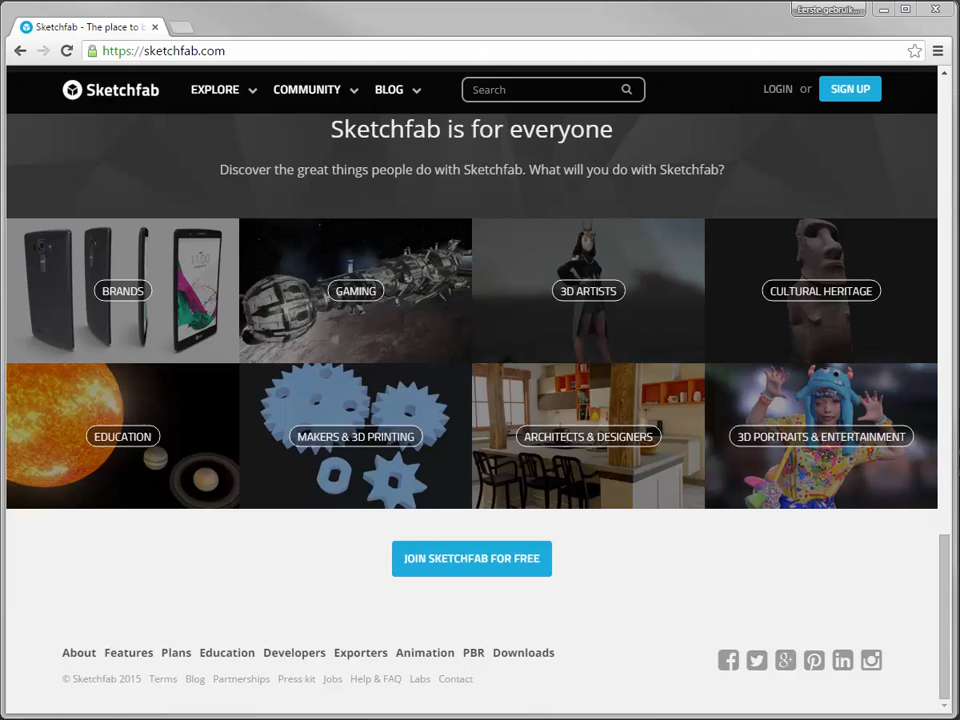 Eerste gebruik...
Sketchfab - The place to b
https://sketchfab.com
Sketchfab EXPLORE COMMUNITY BLOG Search LOGIN or SIGN UP
Sketchfab is for everyone
Discover the great things people do with Sketchfab. What will you do with Sketchfab?
BRANDS GAMING 3D ARTISTS CULTURAL HERITAGE
EDUCATION MAKERS & 3D PRINTING ARCHITECTS & DESIGNERS 3D PORTRAITS & ENTERTAINMENT
JOIN SKETCHFAB FOR FREE
About Features Plans Education Developers Exporters Animation PBR Downloads
© Sketchfab 2015 Terms Blog Partnerships Press kit Jobs Help & FAQ Labs Contact